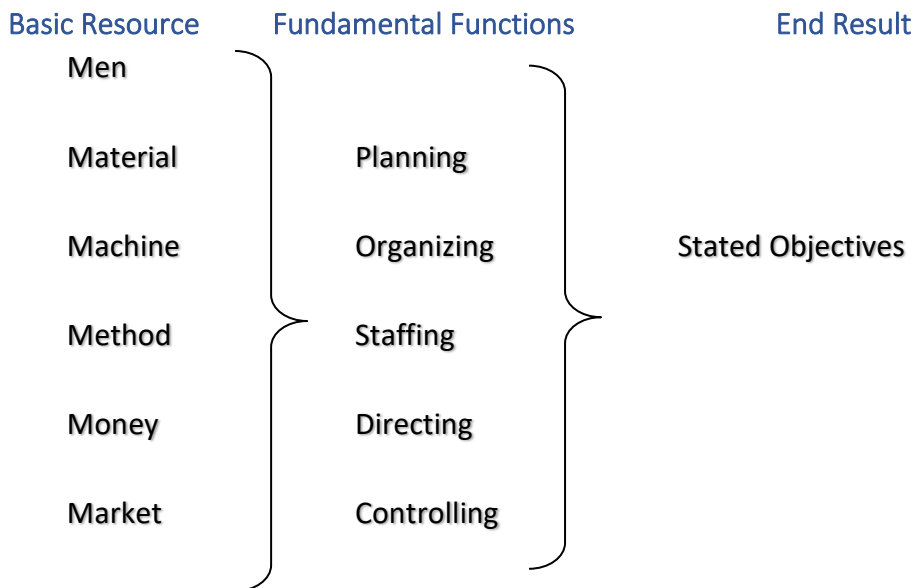 Basic Resource Fundamental Functions End Result
Men
Material Planning
Machine Organizing Stated Objectives
Method Staffing
Money Directing
Market Controlling